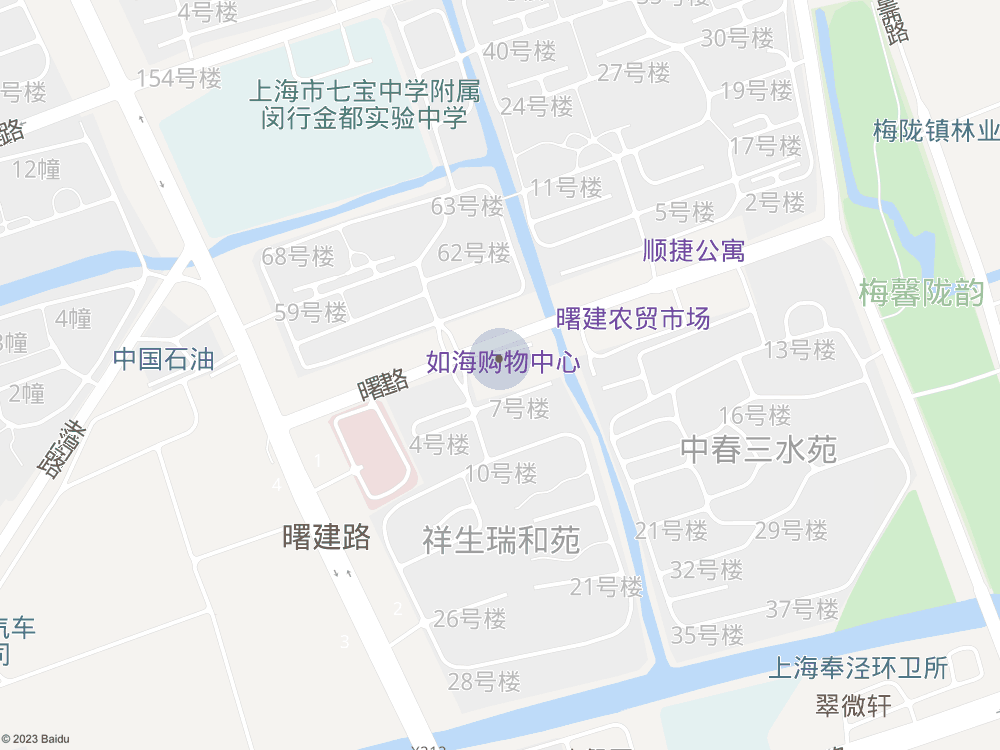 4号楼
40号楼
30号楼
154号楼
27号楼
上海市七宝中学附属
闵行金都实验中学
24号楼
19号楼
梅陇镇林业
17号楼
12幢
11号楼
63号楼
5号楼
2号楼
68号楼
62号楼
顺捷公寓
梅馨陇韵
59号楼
4幢
曙建农贸市场
13号楼
中国石油
如海购物中心
曙建路
2幢
7号楼
16号楼
4号楼
中春三水苑
1
10号楼
4
曙建路
祥生瑞和苑
21号楼
29号楼
32号楼
21号楼
2
26号楼
37号楼
3
汽车
司
35号楼
上海奉泾环卫所
28号楼
翠微轩
© 2023 Baidu